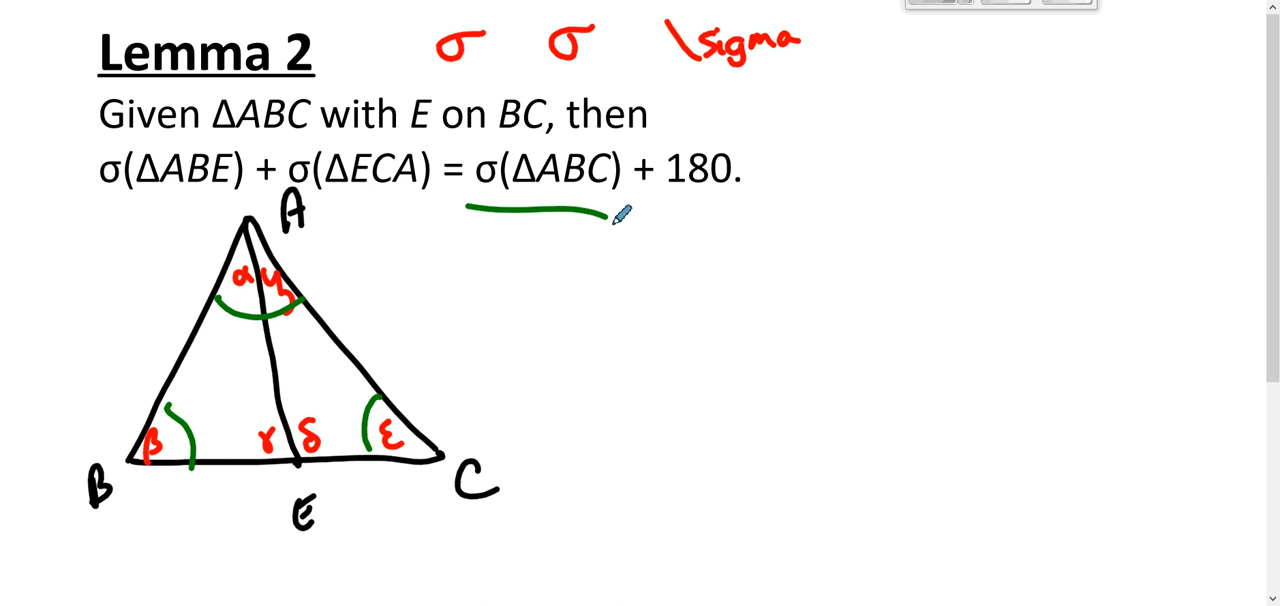 Lemma 2 σ σ \sigma
Given ΔABC with E on BC, then
σ(ΔABE) + σ(ΔECA) = σ(ΔABC) + 180.
A
α
β γ δ ε
B E C